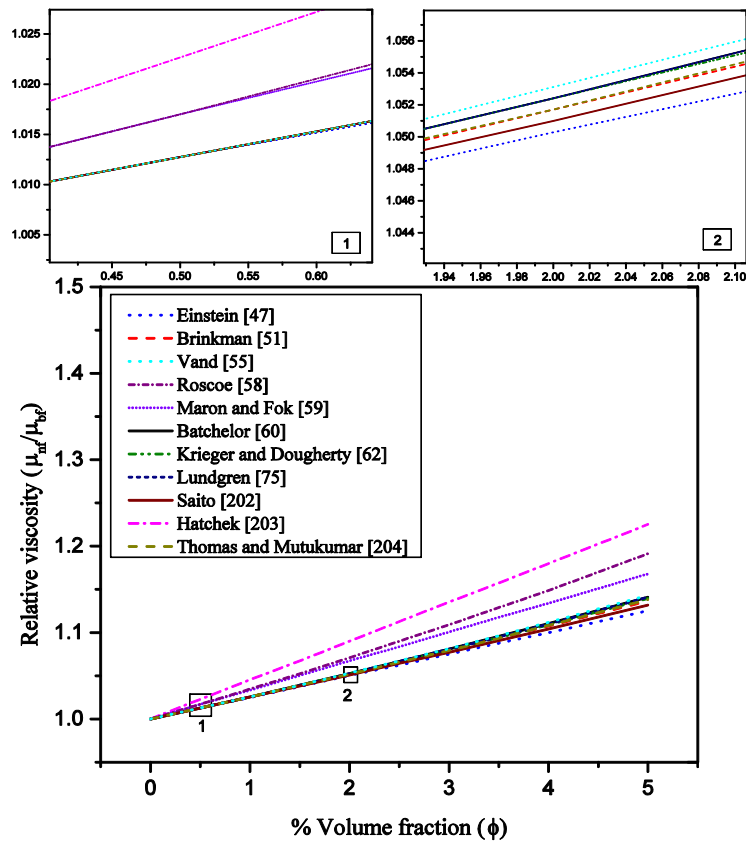 1.025
1.020
1.015
1.010
1.005
0.45 0.50 0.55 0.60
1
1.056
1.054
1.052
1.050
1.048
1.046
1.044
1.94 1.96 1.98 2.00 2.02 2.04 2.06 2.08 2.10
2
1.5
1.4
1.3
1.2
1.1
1.0
Relative viscosity (μnf/μbf)
Einstein [47]
Brinkman [51]
Vand [55]
Roscoe [58]
Maron and Fok [59]
Batchelor [60]
Krieger and Dougherty [62]
Lundgren [75]
Saito [202]
Hatchek [203]
Thomas and Mutukumar [204]
1
2
0 1 2 3 4 5
% Volume fraction (ϕ)